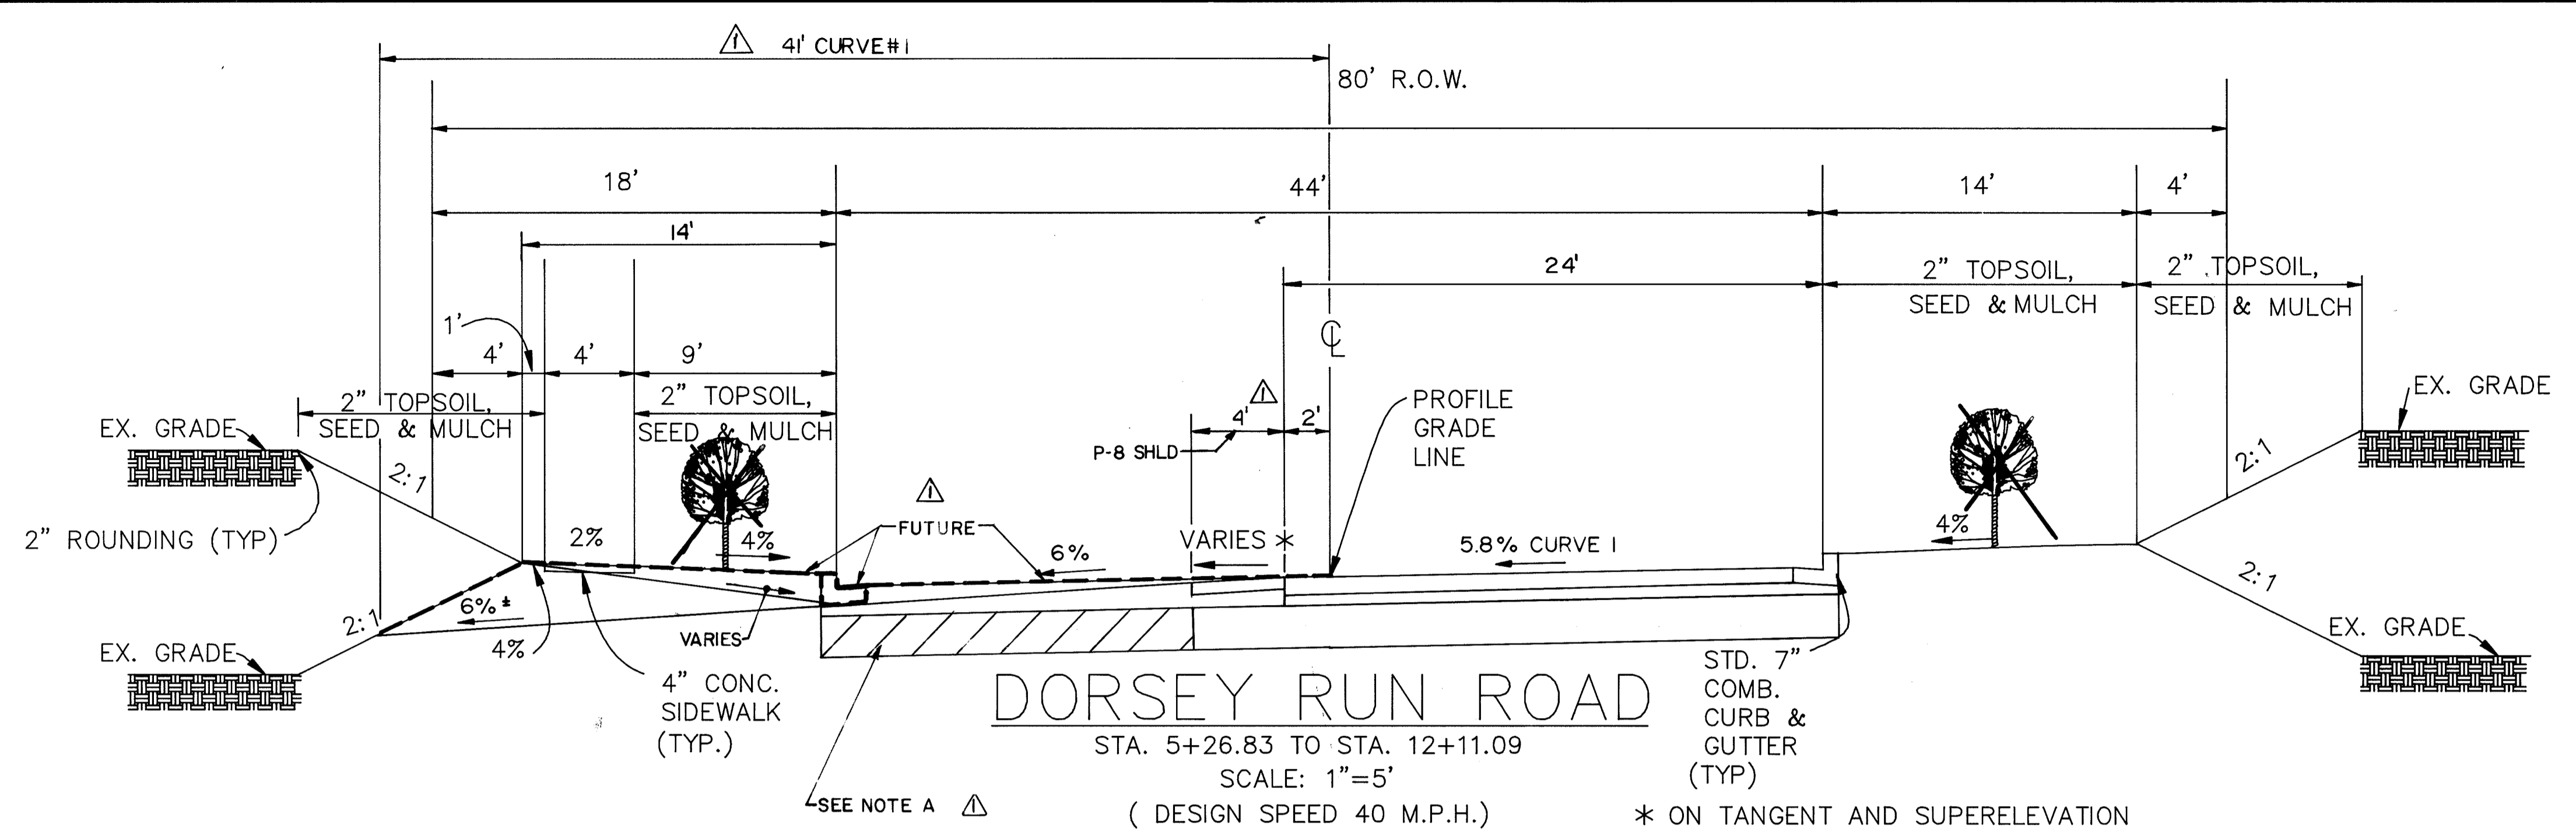 1 41' CURVE#1
80' R.O.W.
18'
44'
14'
4'
14'
24'
2" TOPSOIL,
SEED & MULCH
2" TOPSOIL,
SEED & MULCH
1'
4'
4'
9'
2" TOPSOIL,
SEED & MULCH
2" TOPSOIL,
SEED & MULCH
CL
1
4'
2'
P-8 SHLD
PROFILE
GRADE
LINE
EX. GRADE
EX. GRADE
2:1
2:1
2" ROUNDING (TYP)
2%
4%
1
FUTURE
6%
VARIES *
5.8% CURVE 1
4%
2:1
2:1
6%±
4%
VARIES
EX. GRADE
EX. GRADE
4" CONC.
SIDEWALK
(TYP.)
STD. 7"
COMB.
CURB &
GUTTER
(TYP)
DORSEY RUN ROAD
STA. 5+26.83 TO STA. 12+11.09
SCALE: 1"=5'
( DESIGN SPEED 40 M.P.H.)
SEE NOTE A 1
* ON TANGENT AND SUPERELEVATION